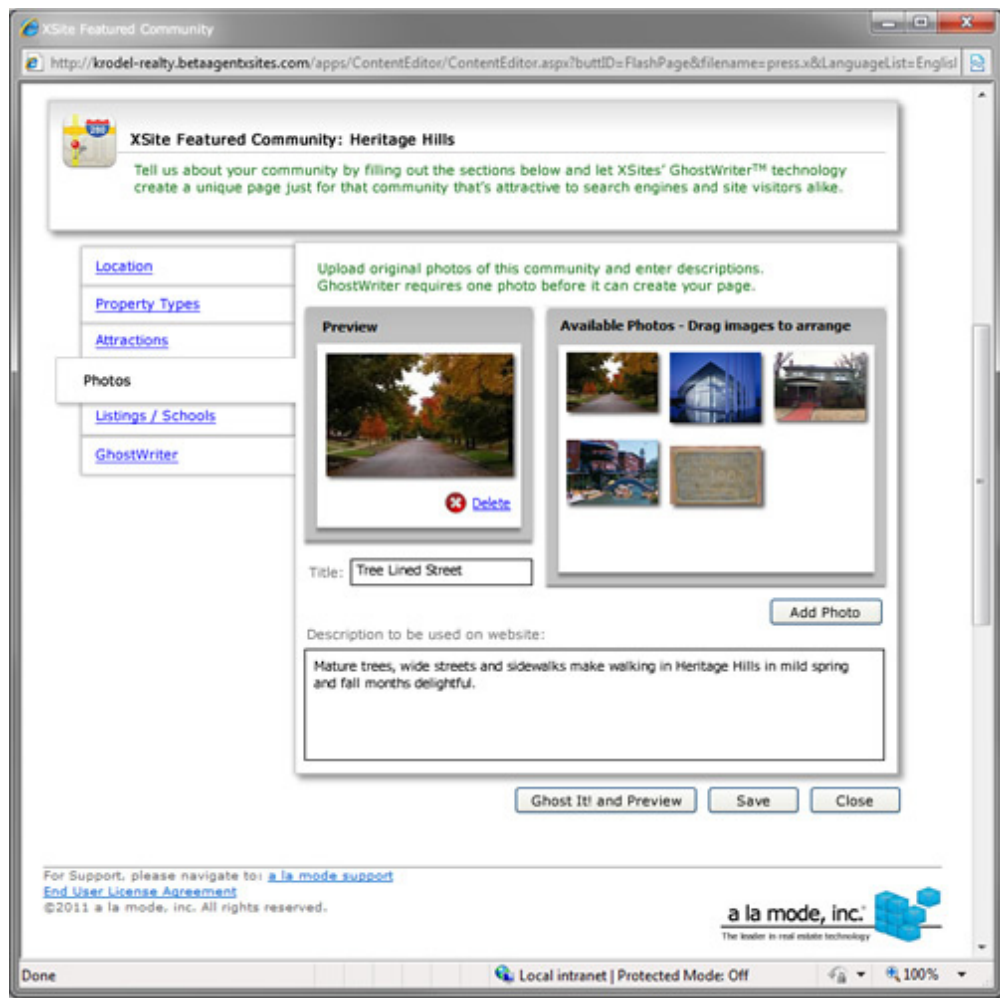 XSite Featured Community
http://krodel-realty.betaagentxsites.com/apps/ContentEditor/ContentEditor.aspx?buttID=FlashPage&filename=press.x&LanguageList=Englisl
XSite Featured Community: Heritage Hills
Tell us about your community by filling out the sections below and let XSites' GhostWriter™ technology
create a unique page just for that community that's attractive to search engines and site visitors alike.
Location
Property Types
Attractions
Photos
Listings / Schools
GhostWriter
Upload original photos of this community and enter descriptions.
GhostWriter requires one photo before it can create your page.
Preview
Delete
Available Photos - Drag images to arrange
Title: Tree Lined Street
Add Photo
Description to be used on website:
Mature trees, wide streets and sidewalks make walking in Heritage Hills in mild spring
and fall months delightful.
Ghost It! and Preview Save Close
For Support, please navigate to: a la mode support
End User License Agreement
©2011 a la mode, inc. All rights reserved.
a la mode, inc.
The leader in real estate technology
Done Local intranet | Protected Mode: Off 100%